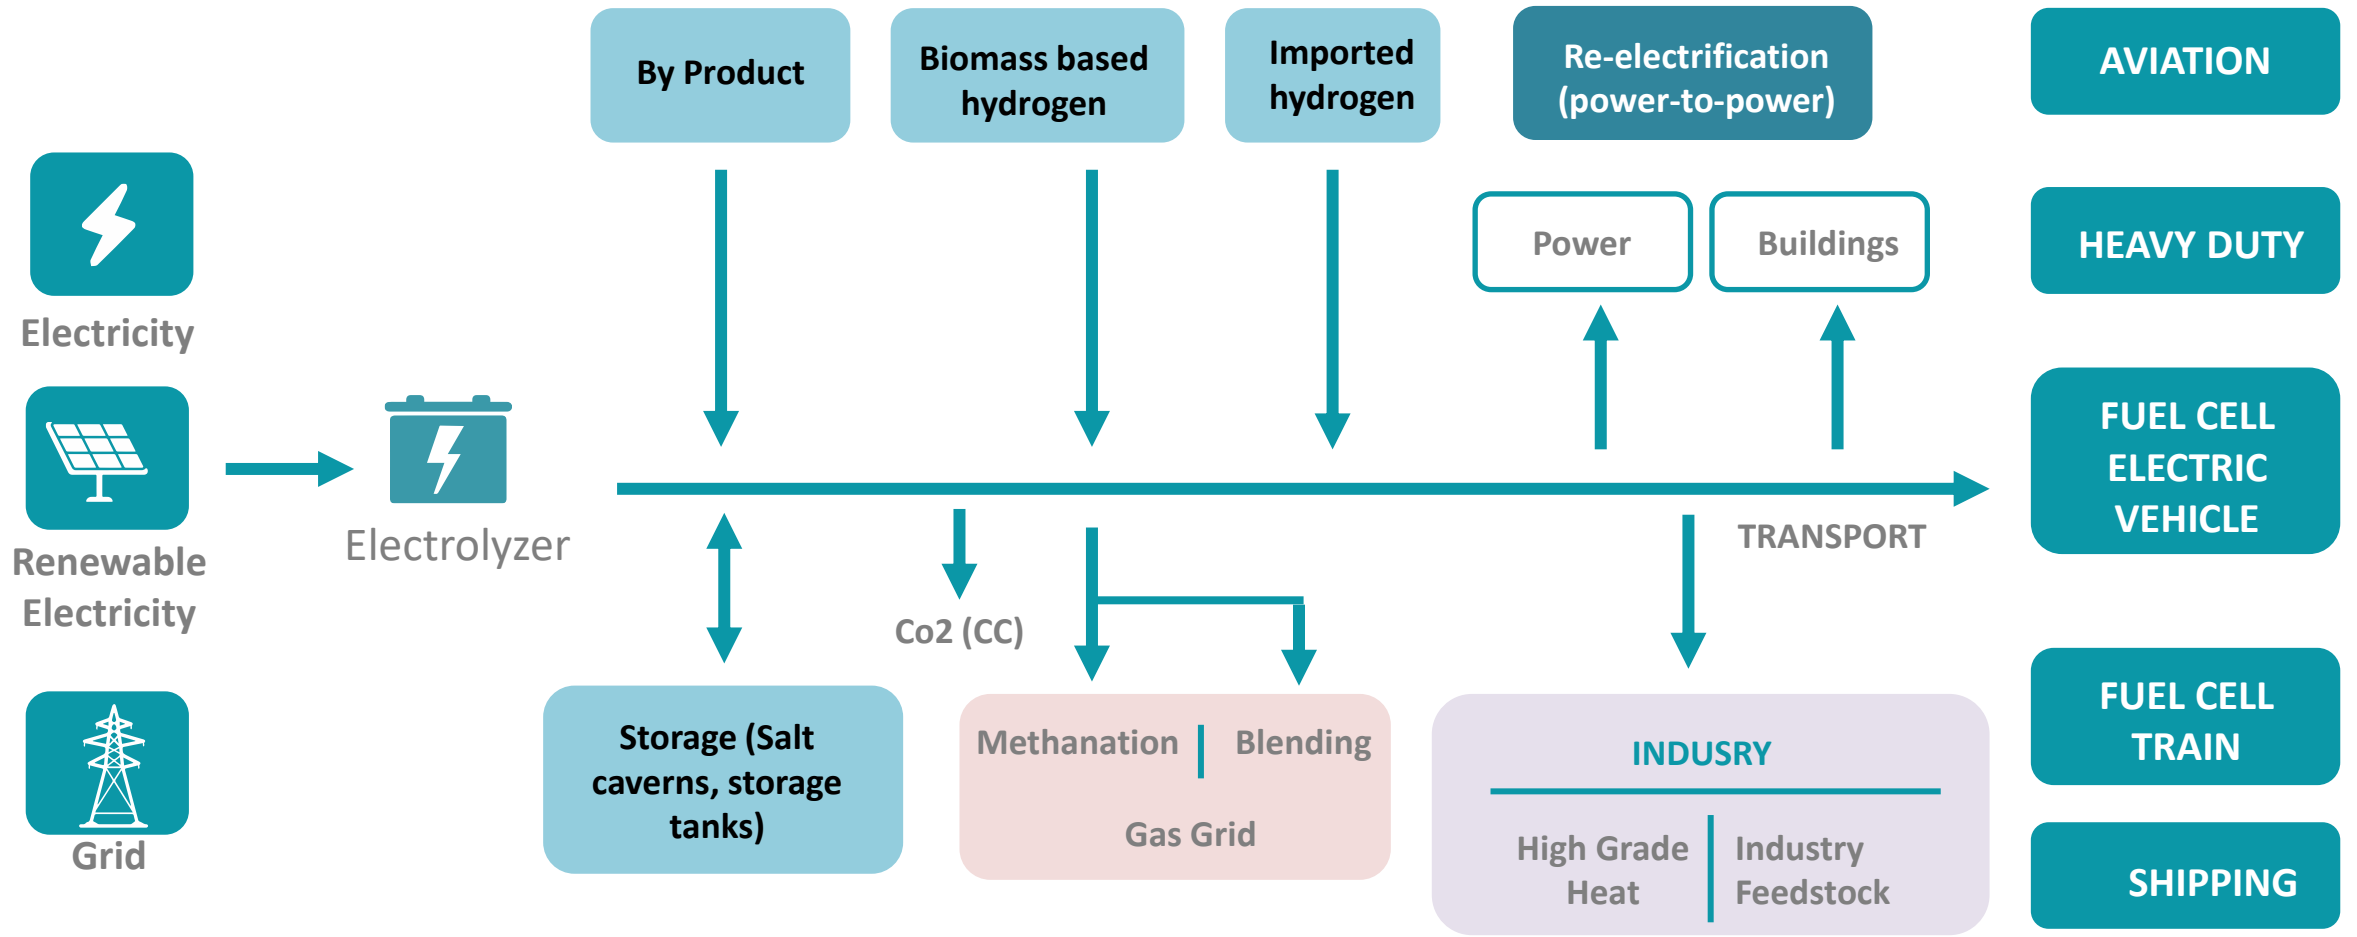 By Product
Biomass based
hydrogen
Imported
hydrogen
Re-electrification
(power-to-power)
AVIATION
Power
Buildings
HEAVY DUTY
Electricity
Renewable
Electricity
Grid
Electrolyzer
TRANSPORT
FUEL CELL
ELECTRIC
VEHICLE
Co2 (CC)
Storage (Salt
caverns, storage
tanks)
Methanation
Blending
Gas Grid
INDUSRY
High Grade
Heat
Industry
Feedstock
FUEL CELL
TRAIN
SHIPPING